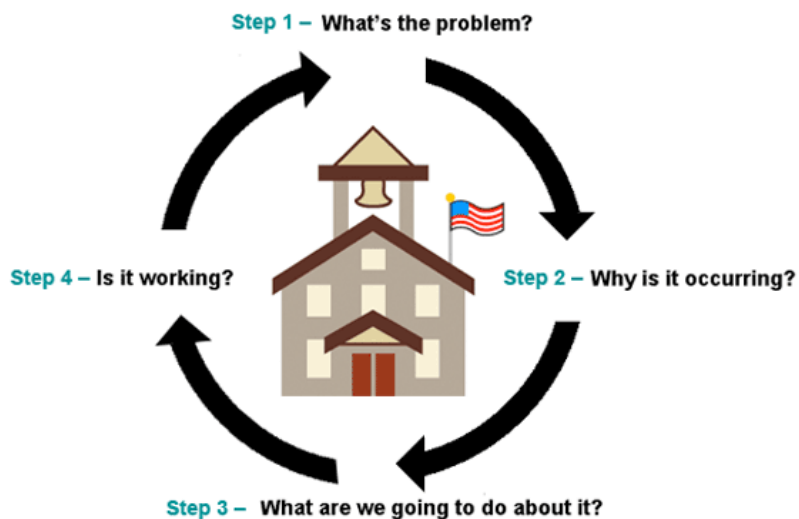 Step 1 – What's the problem?
Step 2 – Why is it occurring?
Step 3 – What are we going to do about it?
Step 4 – Is it working?